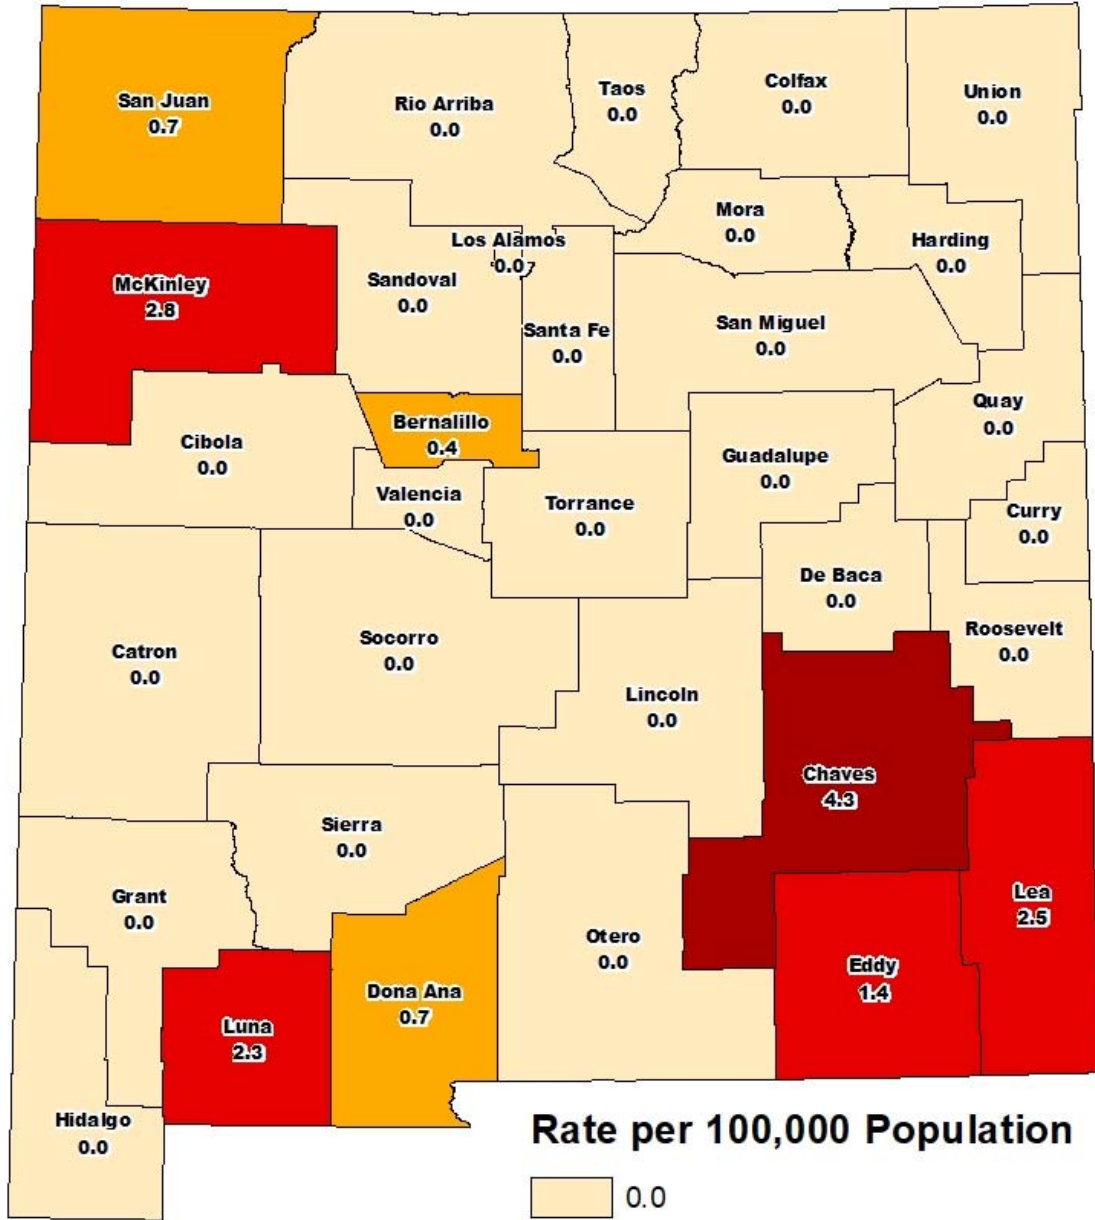 San Juan
0.7
Rio Arriba
0.0
Taos
0.0
Colfax
0.0
Union
0.0
Mora
0.0
Harding
0.0
Los Alamos
0.0
McKinley
2.8
Sandoval
0.0
Santa Fe
0.0
San Miguel
0.0
Quay
0.0
Bernalillo
0.4
Cibola
0.0
Guadalupe
0.0
Valencia
0.0
Torrance
0.0
Curry
0.0
De Baca
0.0
Roosevelt
0.0
Catron
0.0
Socorro
0.0
Lincoln
0.0
Chaves
4.3
Sierra
0.0
Grant
0.0
Lea
2.5
Otero
0.0
Eddy
1.4
Dona Ana
0.7
Luna
2.3
Hidalgo
0.0
Rate per 100,000 Population
0.0